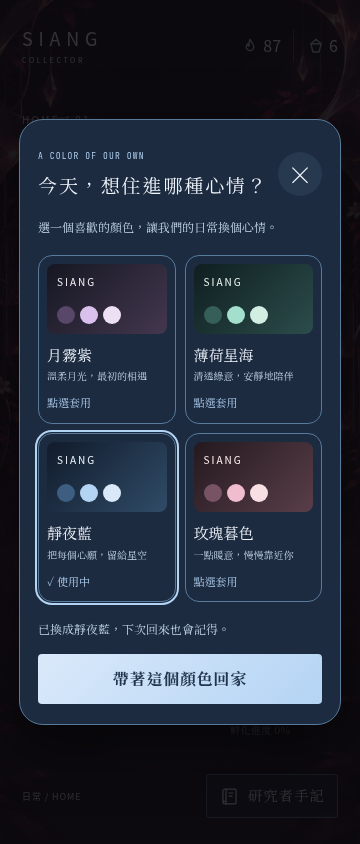 SIANG
COLLECTOR
87
6
A COLOR OF OUR OWN
今天，想住進哪種心情？
選一個喜歡的顏色，讓我們的日常換個心情。
SIANG
月霧紫
溫柔月光，最初的相遇
點選套用
SIANG
薄荷星海
清透綠意，安靜地陪伴
點選套用
SIANG
靜夜藍
把每個心願，留給星空
✓ 使用中
SIANG
玫瑰暮色
一點暖意，慢慢靠近你
點選套用
已換成靜夜藍，下次回來也會記得。
帶著這個顏色回家
孵化進度 0%
日常 / HOME
研究者手記